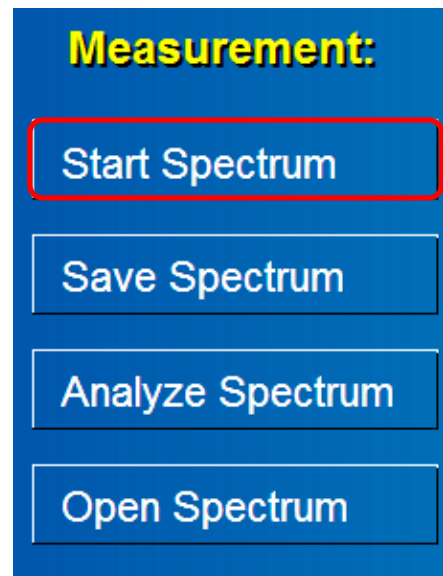 Measurement:
Start Spectrum
Save Spectrum
Analyze Spectrum
Open Spectrum